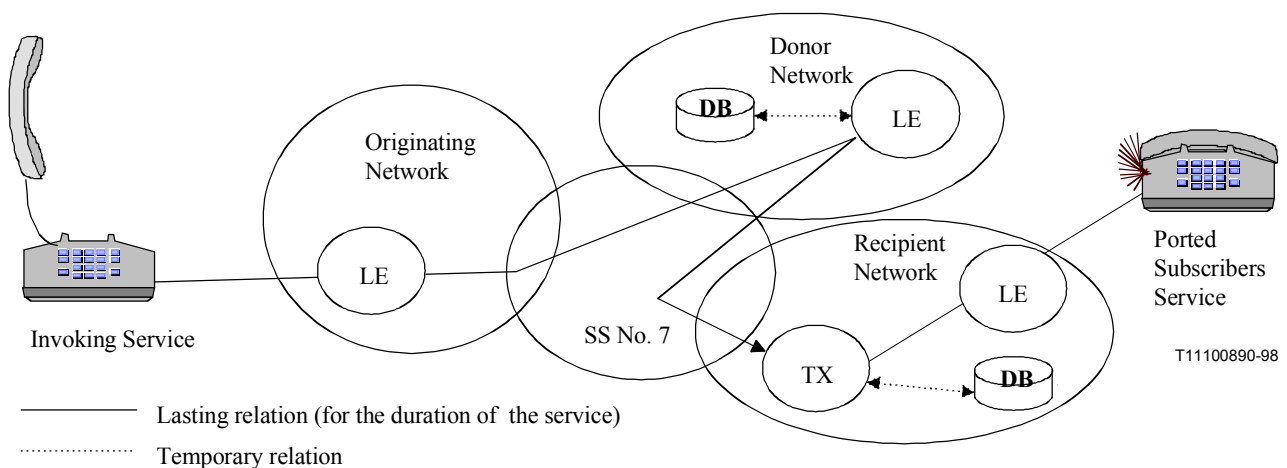 Donor
Network
DB
LE
Originating
Network
LE
Invoking Service
SS No. 7
Recipient
Network
LE
TX
DB
Ported
Subscribers
Service
T11100890-98
Lasting relation (for the duration of the service)
Temporary relation